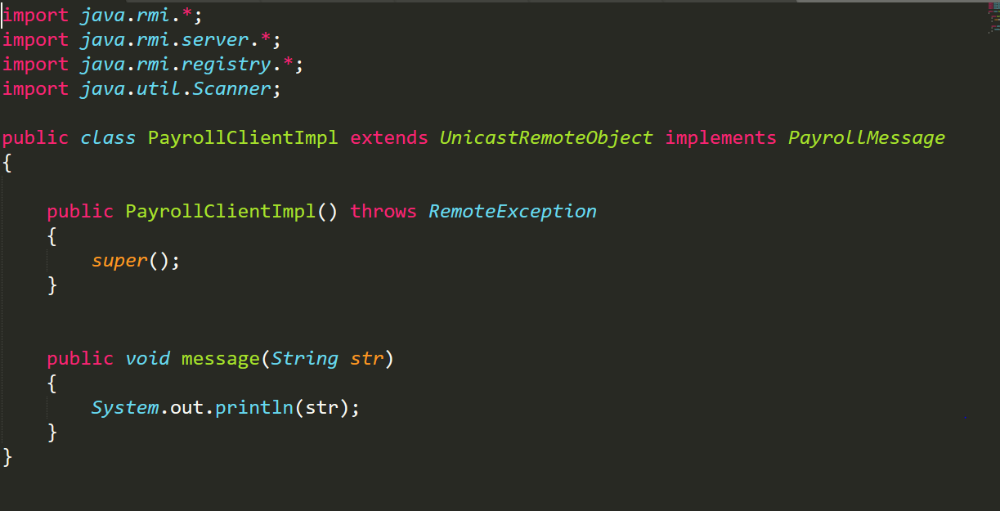 import java.rmi.*;
import java.rmi.server.*;
import java.rmi.registry.*;
import java.util.Scanner;
public class PayrollClientImpl extends UnicastRemoteObject implements PayrollMessage
{
public PayrollClientImpl() throws RemoteException
{
super();
}
public void message(String str)
{
System.out.println(str);
}
}